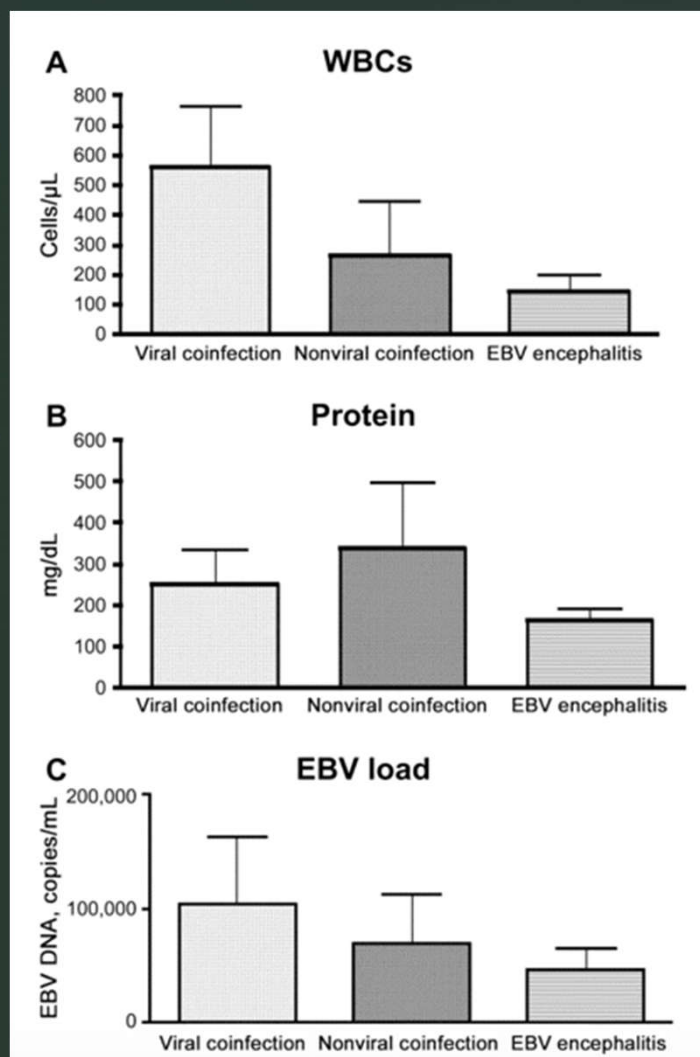 A WBCs
Cells/µL
800
700
600
500
400
300
200
100
0
Viral coinfection Nonviral coinfection EBV encephalitis
B Protein
mg/dL
600
500
400
300
200
100
0
Viral coinfection Nonviral coinfection EBV encephalitis
C EBV load
EBV DNA, copies/mL
200,000
100,000
0
Viral coinfection Nonviral coinfection EBV encephalitis